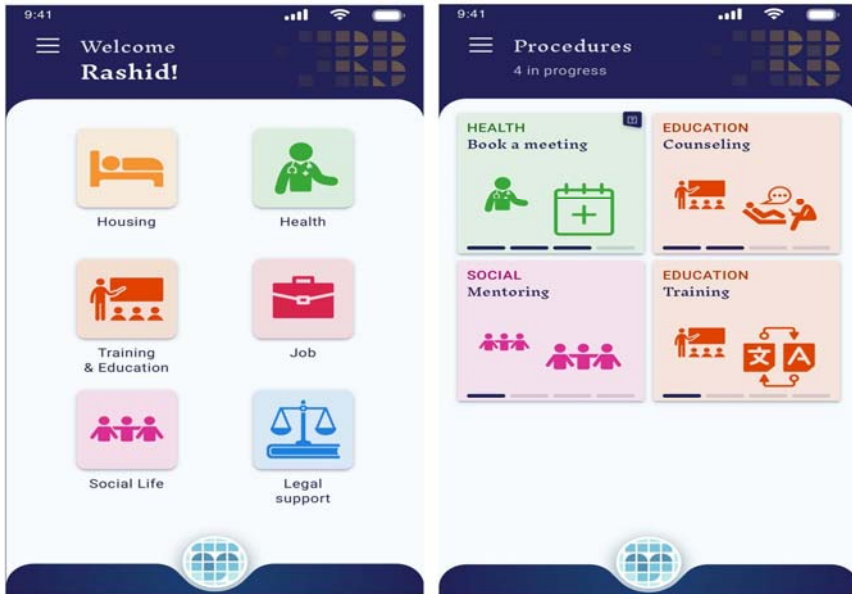 9:41
Welcome
Rashid!
Housing
Health
Training
& Education
Job
Social Life
Legal
support
9:41
Procedures
4 in progress
HEALTH
Book a meeting
EDUCATION
Counseling
SOCIAL
Mentoring
EDUCATION
Training
文 A